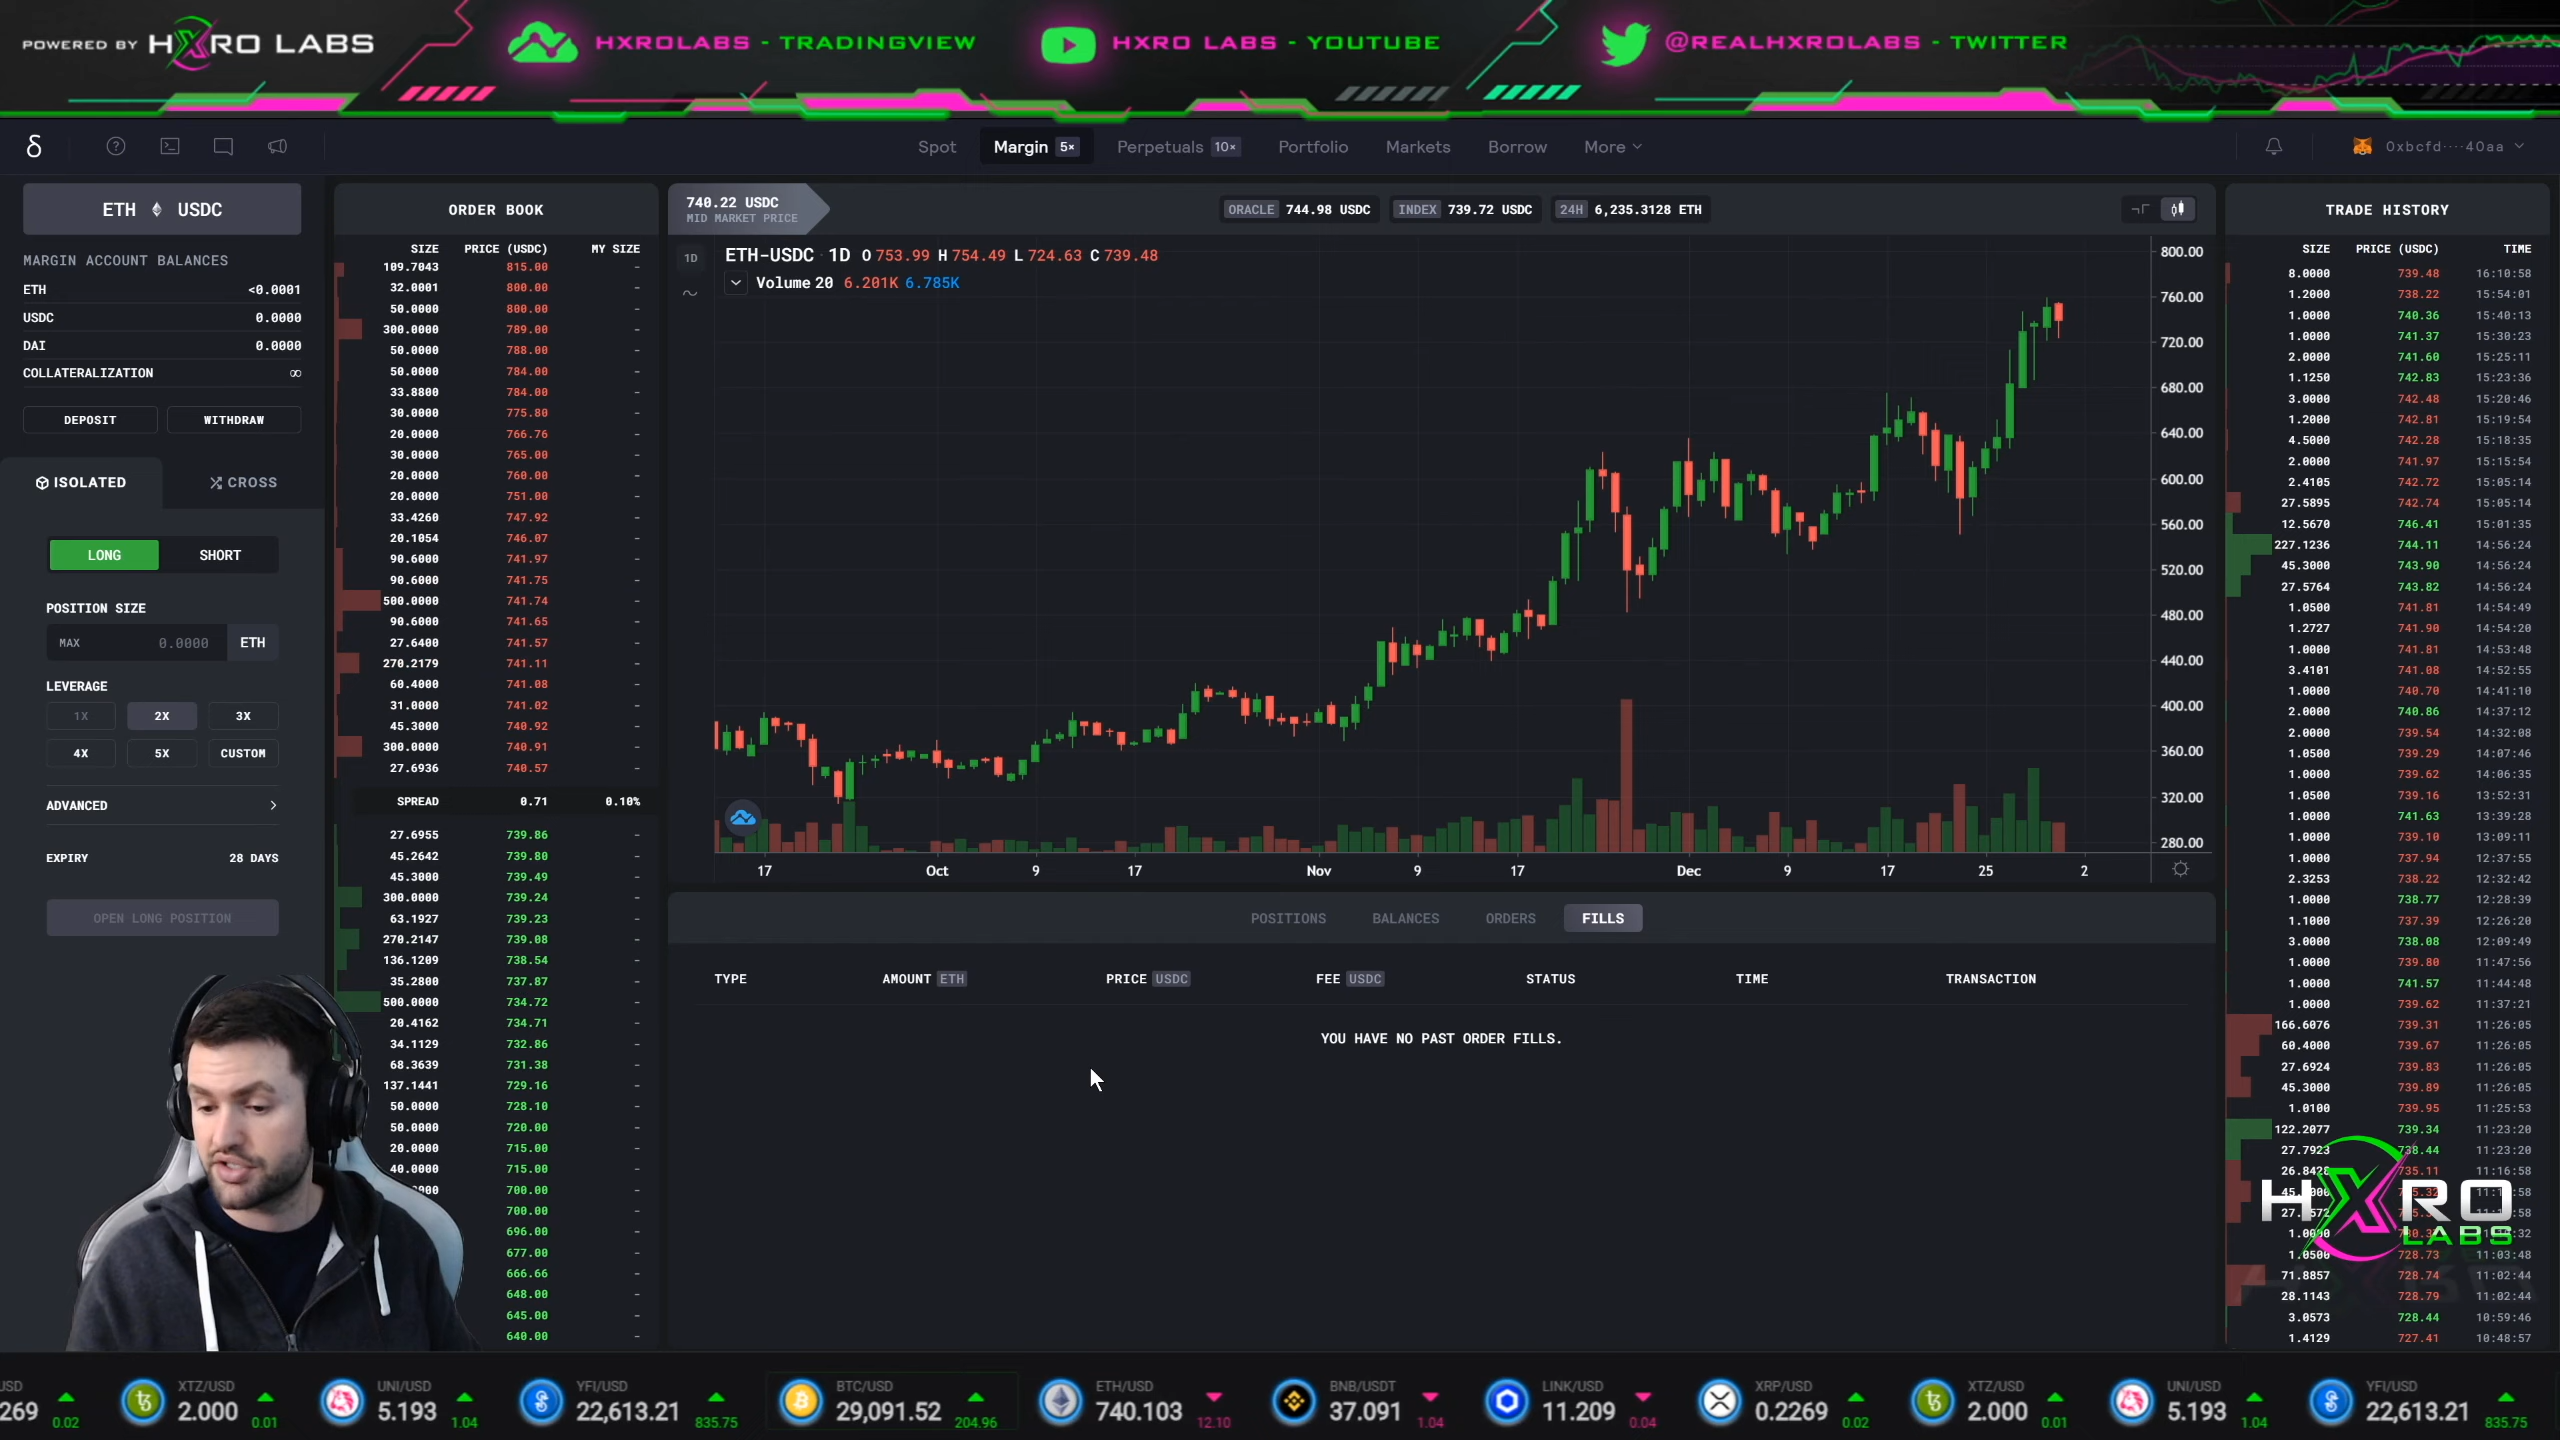 POWERED BY HXRO LABS
HXROLABS - TRADINGVIEW
HXRO LABS - YOUTUBE
@REALHXROLABS - TWITTER
Spot
Margin 5×
Perpetuals 10×
Portfolio
Markets
Borrow
More
0xbcfd····40aa
ETH USDC
MARGIN ACCOUNT BALANCES
ETH <0.0001
USDC 0.0000
DAI 0.0000
COLLATERALIZATION ∞
DEPOSIT WITHDRAW
ISOLATED CROSS
LONG SHORT
POSITION SIZE
MAX 0.0000 ETH
LEVERAGE
1X 2X 3X
4X 5X CUSTOM
ADVANCED
EXPIRY 28 DAYS
OPEN LONG POSITION
ORDER BOOK
SIZE PRICE (USDC) MY SIZE
109.7043 815.00 -
32.0001 800.00 -
50.0000 800.00 -
300.0000 789.00 -
50.0000 788.00 -
50.0000 784.00 -
33.8800 784.00 -
30.0000 775.80 -
20.0000 766.76 -
30.0000 765.00 -
20.0000 760.00 -
20.0000 751.00 -
33.4260 747.92 -
20.1054 746.07 -
90.6000 741.97 -
90.6000 741.75 -
500.0000 741.74 -
90.6000 741.65 -
27.6400 741.57 -
270.2179 741.11 -
60.4000 741.08 -
31.0000 741.02 -
45.3000 740.92 -
300.0000 740.91 -
27.6936 740.57 -
SPREAD 0.71 0.10%
27.6955 739.86 -
45.2642 739.80 -
45.3000 739.49 -
300.0000 739.24 -
63.1927 739.23 -
270.2147 739.08 -
136.1209 738.54 -
35.2800 737.87 -
500.0000 734.72 -
20.4162 734.71 -
34.1129 732.86 -
68.3639 731.38 -
137.1441 729.16 -
50.0000 728.10 -
50.0000 720.00 -
20.0000 715.00 -
40.0000 715.00 -
700.00 -
700.00 -
696.00 -
677.00 -
666.66 -
648.00 -
645.00 -
640.00 -
740.22 USDC
MID MARKET PRICE
ORACLE 744.98 USDC
INDEX 739.72 USDC
24H 6,235.3128 ETH
1D
ETH-USDC · 1D O 753.99 H 754.49 L 724.63 C 739.48
Volume 20 6.201K 6.785K
800.00
760.00
720.00
680.00
640.00
600.00
560.00
520.00
480.00
440.00
400.00
360.00
320.00
280.00
17 Oct 9 17 Nov 9 17 Dec 9 17 25 2
POSITIONS BALANCES ORDERS FILLS
TYPE AMOUNT ETH PRICE USDC FEE USDC STATUS TIME TRANSACTION
YOU HAVE NO PAST ORDER FILLS.
TRADE HISTORY
SIZE PRICE (USDC) TIME
8.0000 739.48 16:10:58
1.2000 738.22 15:54:01
1.0000 740.36 15:40:13
1.0000 741.37 15:30:23
2.0000 741.60 15:25:11
1.1250 742.83 15:23:36
3.0000 742.48 15:20:46
1.2000 742.81 15:19:54
4.5000 742.28 15:18:35
2.0000 741.97 15:15:54
2.4105 742.72 15:05:14
27.5895 742.74 15:05:14
12.5670 746.41 15:01:35
227.1236 744.11 14:56:24
45.3000 743.90 14:56:24
27.5764 743.82 14:56:24
1.0500 741.81 14:54:49
1.2727 741.90 14:54:20
1.0000 741.81 14:53:48
3.4101 741.08 14:52:55
1.0000 740.70 14:41:10
2.0000 740.86 14:37:12
2.0000 739.54 14:32:08
1.0500 739.29 14:07:46
1.0000 739.62 14:06:35
1.0500 739.16 13:52:31
1.0000 741.63 13:39:28
1.0000 739.10 13:09:11
1.0000 737.94 12:37:55
2.3253 738.22 12:32:42
1.0000 738.77 12:28:39
1.1000 737.39 12:26:20
3.0000 738.08 12:09:49
1.0000 739.80 11:47:56
1.0000 741.57 11:44:48
1.0000 739.62 11:37:21
166.6076 739.31 11:26:05
60.4000 739.67 11:26:05
27.6924 739.83 11:26:05
45.3000 739.89 11:26:05
1.0100 739.95 11:25:53
122.2077 739.34 11:23:20
27.7923 738.44 11:23:20
26.8428 735.11 11:16:58
HXRO
LABS
1.0500 728.73 11:03:48
71.8857 728.74 11:02:44
28.1143 728.79 11:02:44
3.0573 728.44 10:59:46
1.4129 727.41 10:48:57
USD 269 0.02
XTZ/USD 2.000 0.01
UNI/USD 5.193 1.04
YFI/USD 22,613.21 835.75
BTC/USD 29,091.52 204.96
ETH/USD 740.103 12.10
BNB/USDT 37.091 1.04
LINK/USD 11.209 0.04
XRP/USD 0.2269 0.02
XTZ/USD 2.000 0.01
UNI/USD 5.193 1.04
YFI/USD 22,613.21 835.75